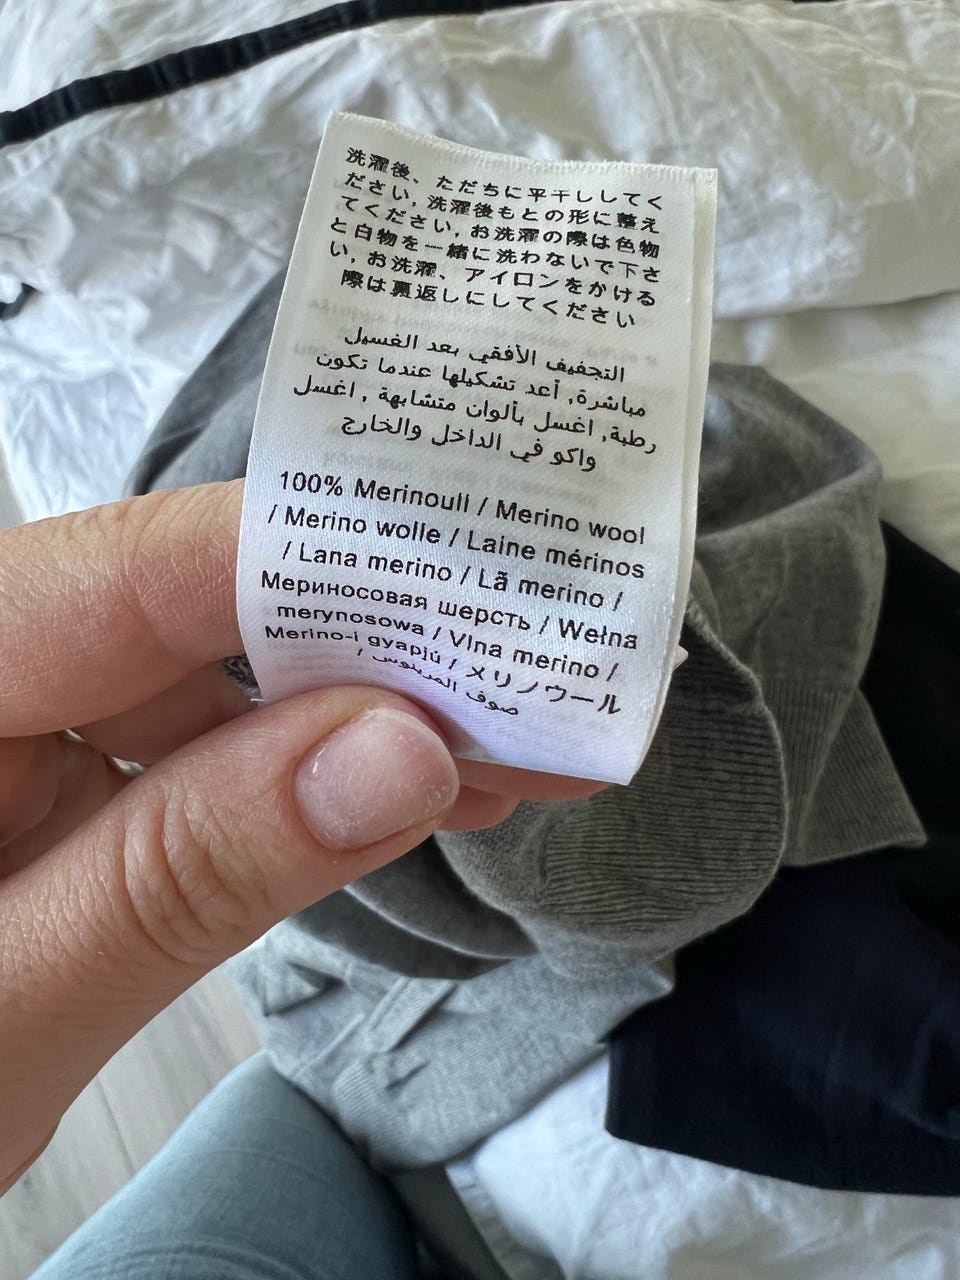 洗濯後、ただちに平干ししてく
ださい, 洗濯後もとの形に整え
てください, お洗濯の際は色物
と白物を一緒に洗わないで下さ
い, お洗濯、アイロンをかける
際は裏返しにしてください
التجفيف الأفقي بعد الغسيل
مباشرة, أعد تشكيلها عندما تكون
رطبة, اغسل بألوان متشابهة , اغسل
واكو في الداخل والخارج
100% Merinoull / Merino wool
/ Merino wolle / Laine mérinos
/ Lana merino / Lã merino /
Мериносовая шерсть / Wełna
merynosowa / Vlna merino /
Merino-i gyapjú / メリノウール
/ صوف المرينوس